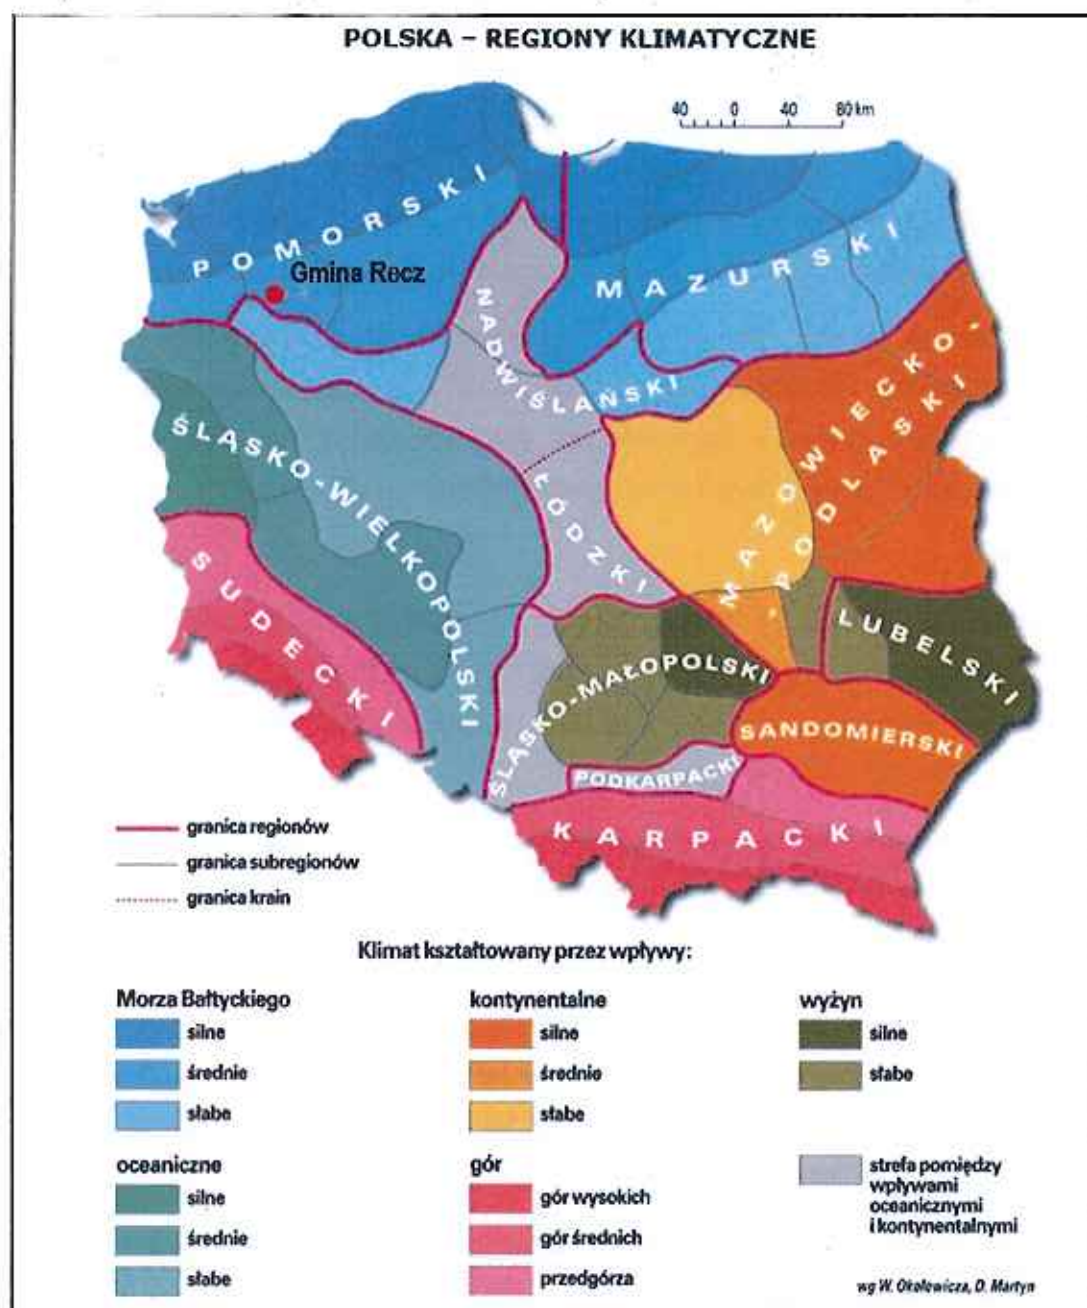 POLSKA – REGIONY KLIMATYCZNE
40 0 40 80 km
POMORSKI
Gmina Recz
MAZURSKI
NADWIŚLAŃSKI
MAZOWIECKO-
-PODLASKI
ŚLĄSKO-WIELKOPOLSKI
ŁÓDZKI
SUDECKI
LUBELSKI
ŚLĄSKO-MAŁOPOLSKI
SANDOMIERSKI
PODKARPACKI
KARPACKI
granica regionów
granica subregionów
granica krain
Klimat kształtowany przez wpływy:
Morza Bałtyckiego
silne
średnie
słabe
kontynentalne
silne
średnie
słabe
wyżyn
silne
słabe
oceaniczne
silne
średnie
słabe
gór
gór wysokich
gór średnich
przedgórza
strefa pomiędzy
wpływami
oceanicznymi
i kontynentalnymi
wg W. Okołowicza, D. Martyn